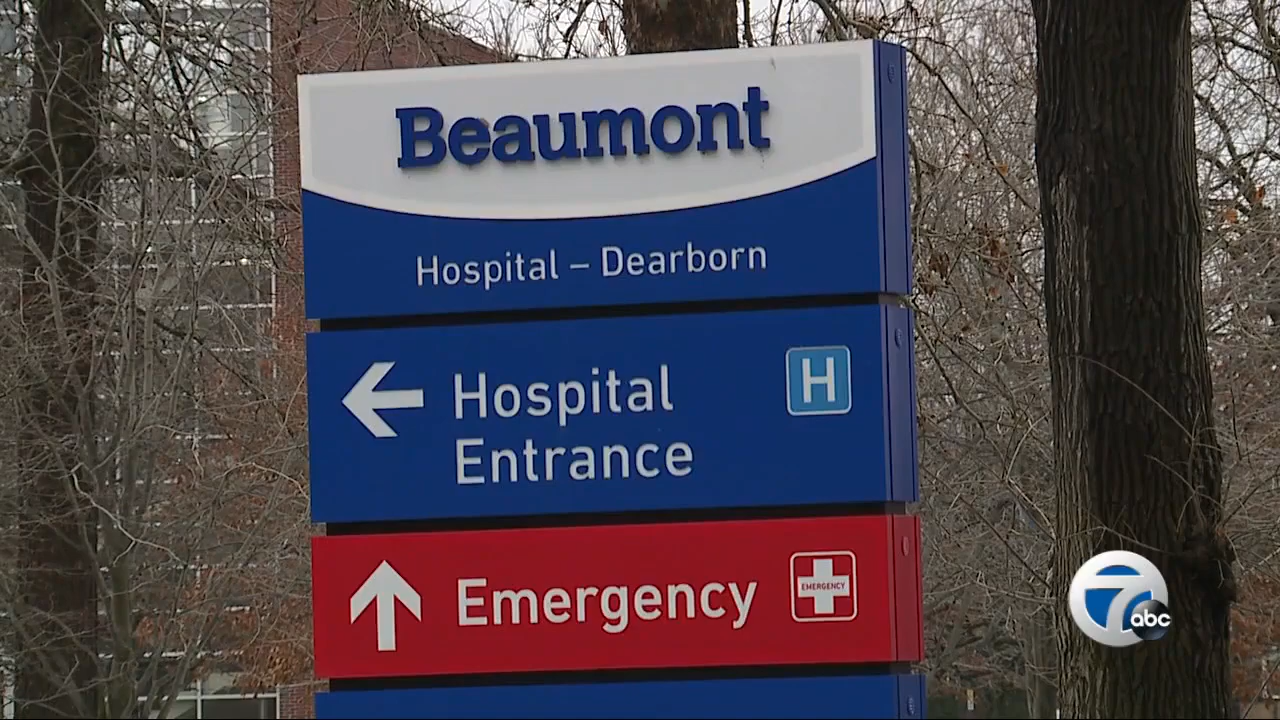 Beaumont
Hospital – Dearborn
Hospital
Entrance
H
Emergency
EMERGENCY
7
abc